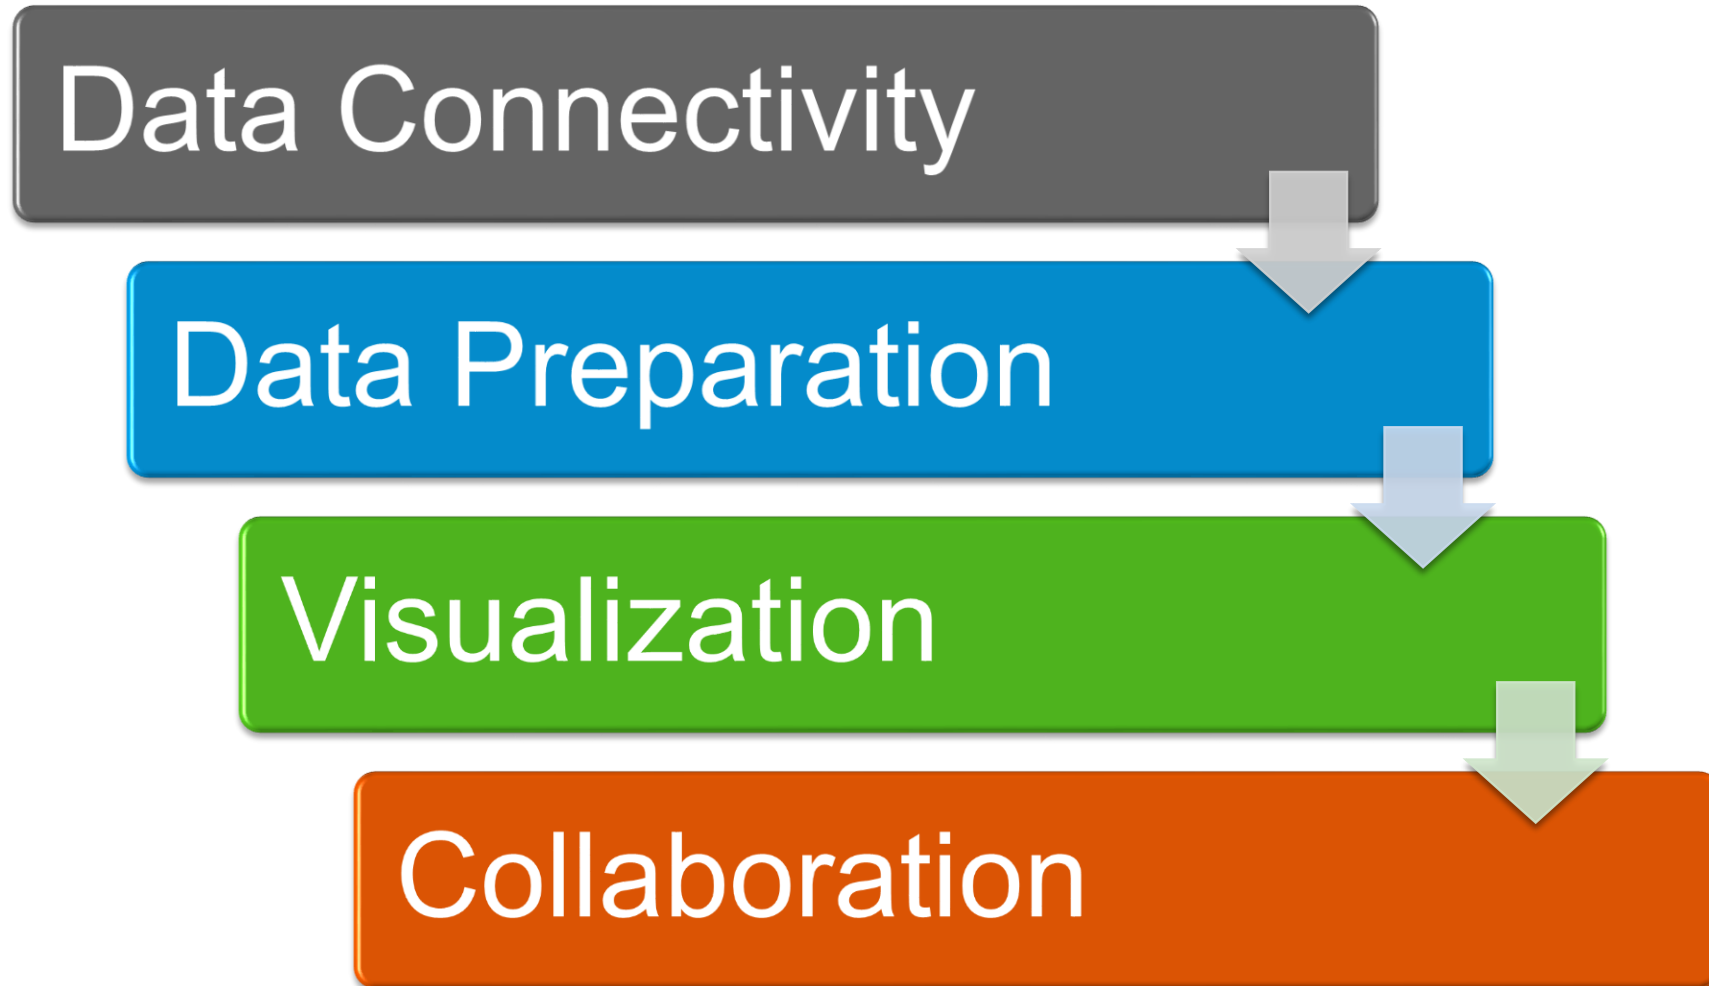 Data Connectivity
Data Preparation
Visualization
Collaboration